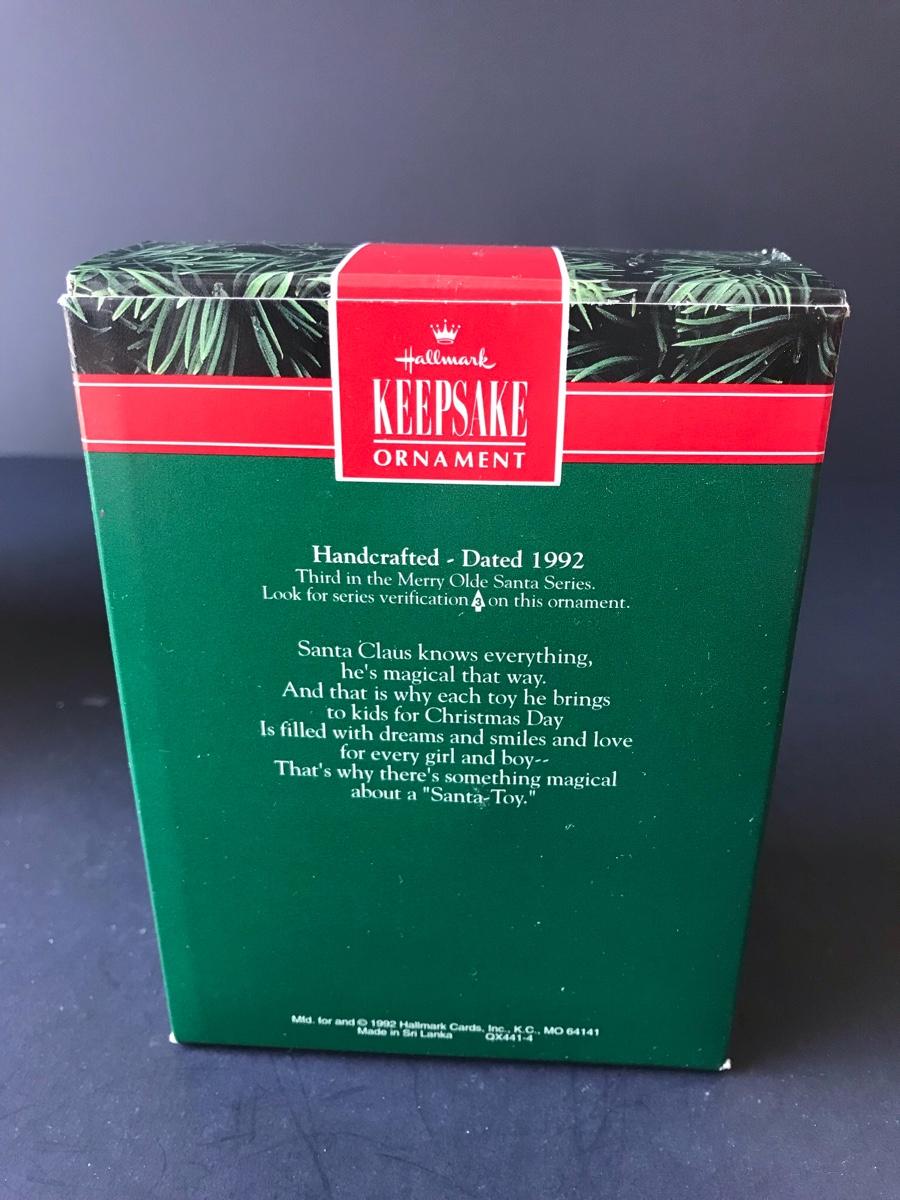 Hallmark
KEEPSAKE
ORNAMENT
Handcrafted - Dated 1992
Third in the Merry Olde Santa Series.
Look for series verification 3 on this ornament.
Santa Claus knows everything,
he's magical that way.
And that is why each toy he brings
to kids for Christmas Day
Is filled with dreams and smiles and love
for every girl and boy--
That's why there's something magical
about a "Santa-Toy."
Mfd. for and © 1992 Hallmark Cards, Inc., K.C., MO 64141
Made in Sri Lanka QX441-4